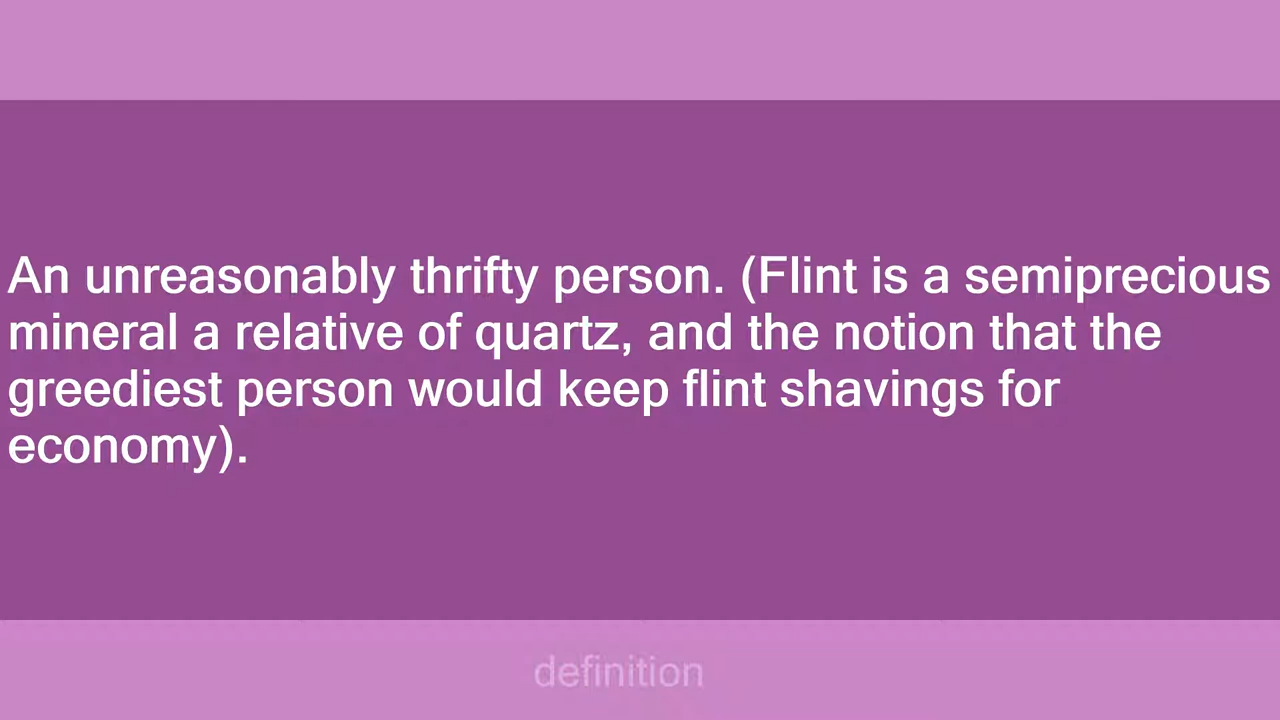 An unreasonably thrifty person. (Flint is a semiprecious
mineral a relative of quartz, and the notion that the
greediest person would keep flint shavings for
economy).
definition